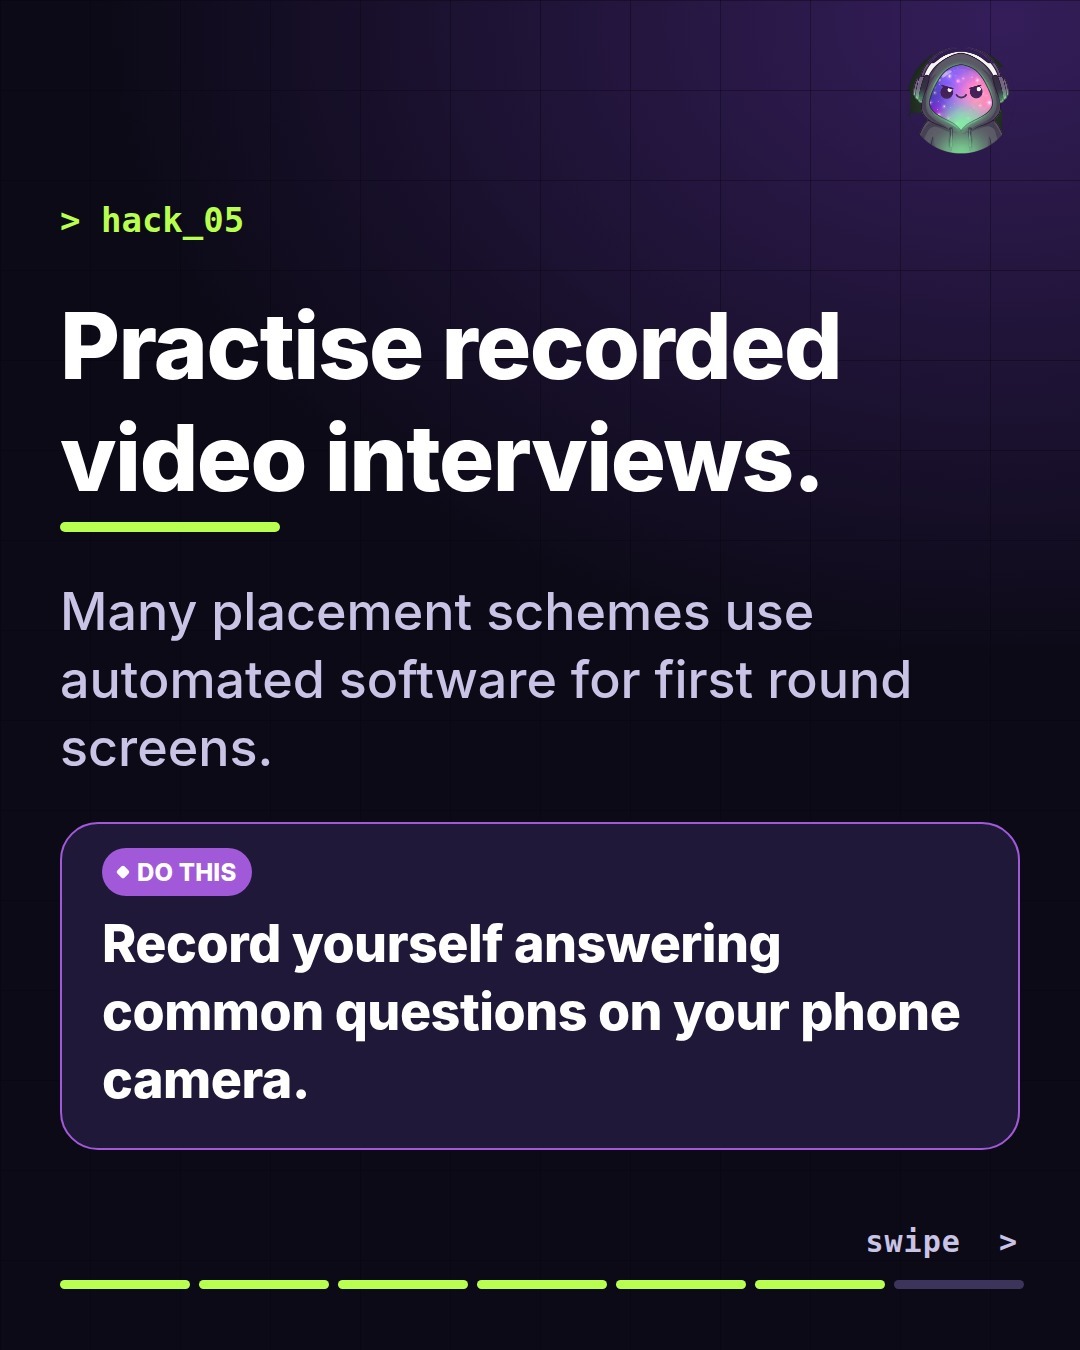 > hack_05
Practise recorded
video interviews.
Many placement schemes use
automated software for first round
screens.
DO THIS
Record yourself answering
common questions on your phone
camera.
swipe >